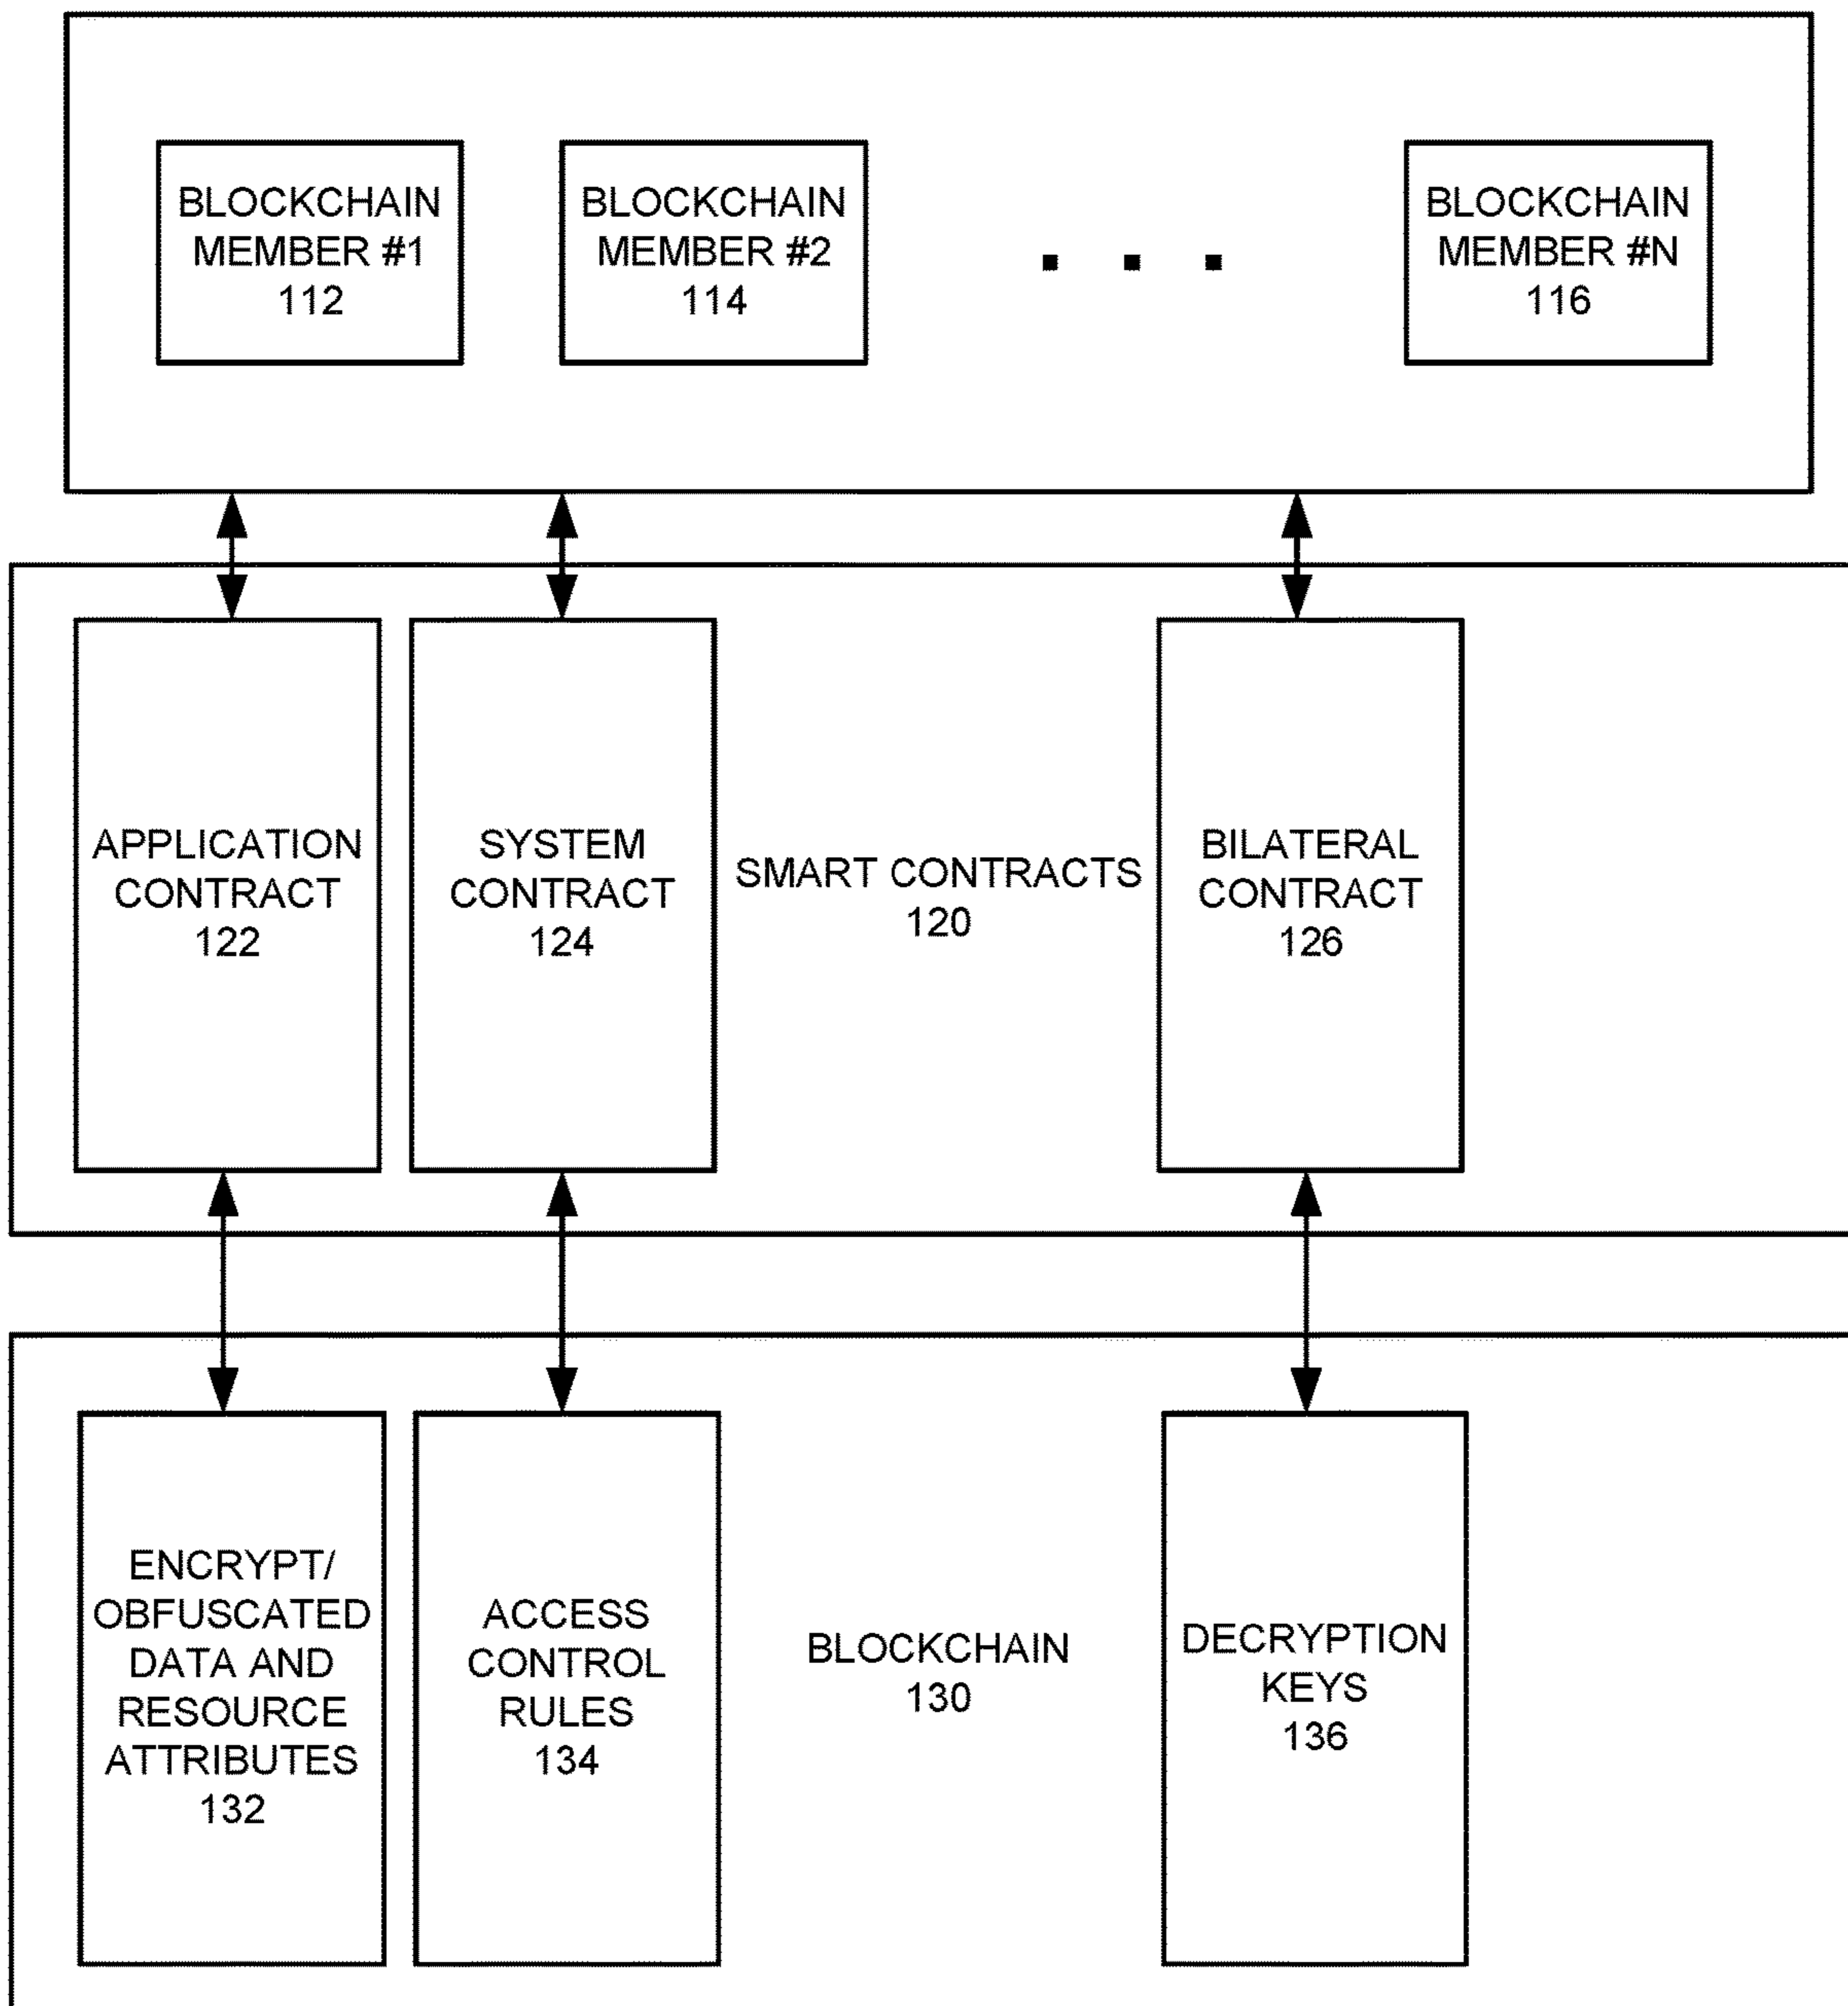 BLOCKCHAIN
MEMBER #1
112
BLOCKCHAIN
MEMBER #2
114
. . .
BLOCKCHAIN
MEMBER #N
116
APPLICATION
CONTRACT
122
SYSTEM
CONTRACT
124
SMART CONTRACTS
120
BILATERAL
CONTRACT
126
ENCRYPT/
OBFUSCATED
DATA AND
RESOURCE
ATTRIBUTES
132
ACCESS
CONTROL
RULES
134
BLOCKCHAIN
130
DECRYPTION
KEYS
136